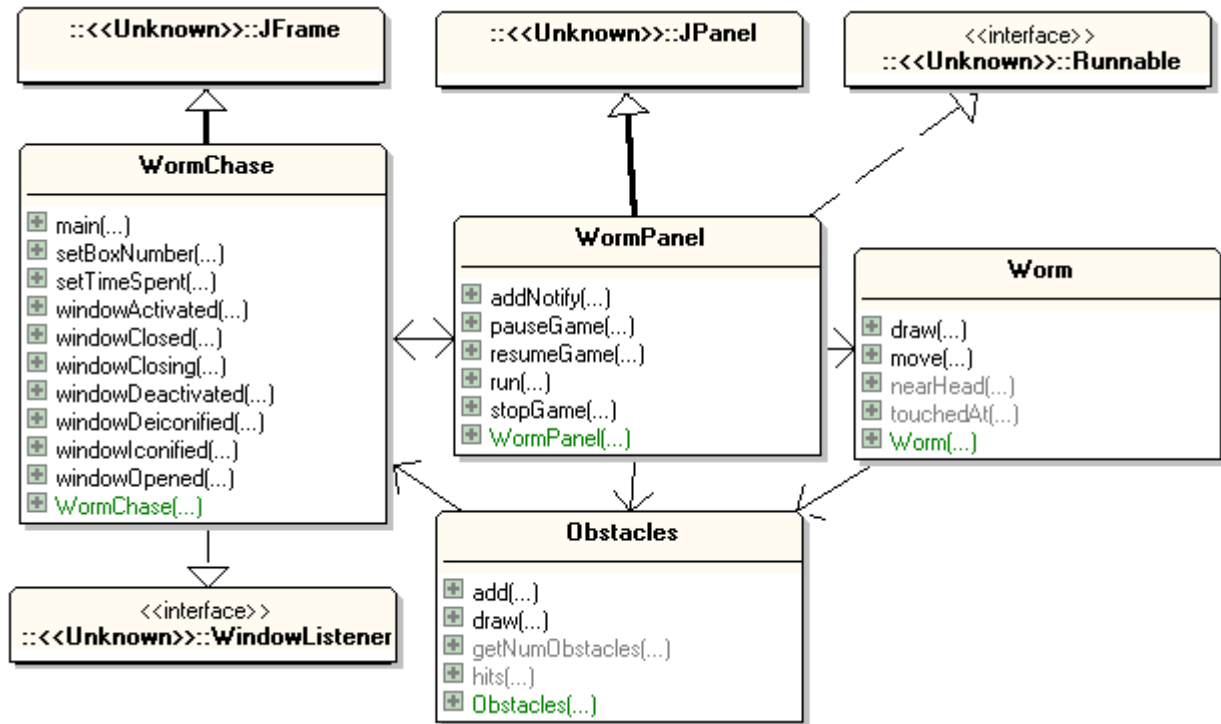 ::<<Unknown>>::JFrame
::<<Unknown>>::JPanel
<<interface>>
::<<Unknown>>::Runnable
WormChase
main(...)
setBoxNumber(...)
setTimeSpent(...)
windowActivated(...)
windowClosed(...)
windowClosing(...)
windowDeactivated(...)
windowDeiconified(...)
windowIconified(...)
windowOpened(...)
WormChase(...)
WormPanel
addNotify(...)
pauseGame(...)
resumeGame(...)
run(...)
stopGame(...)
WormPanel(...)
Worm
draw(...)
move(...)
nearHead(...)
touchedAt(...)
Worm(...)
<<interface>>
::<<Unknown>>::WindowListener
Obstacles
add(...)
draw(...)
getNumObstacles(...)
hits(...)
Obstacles(...)